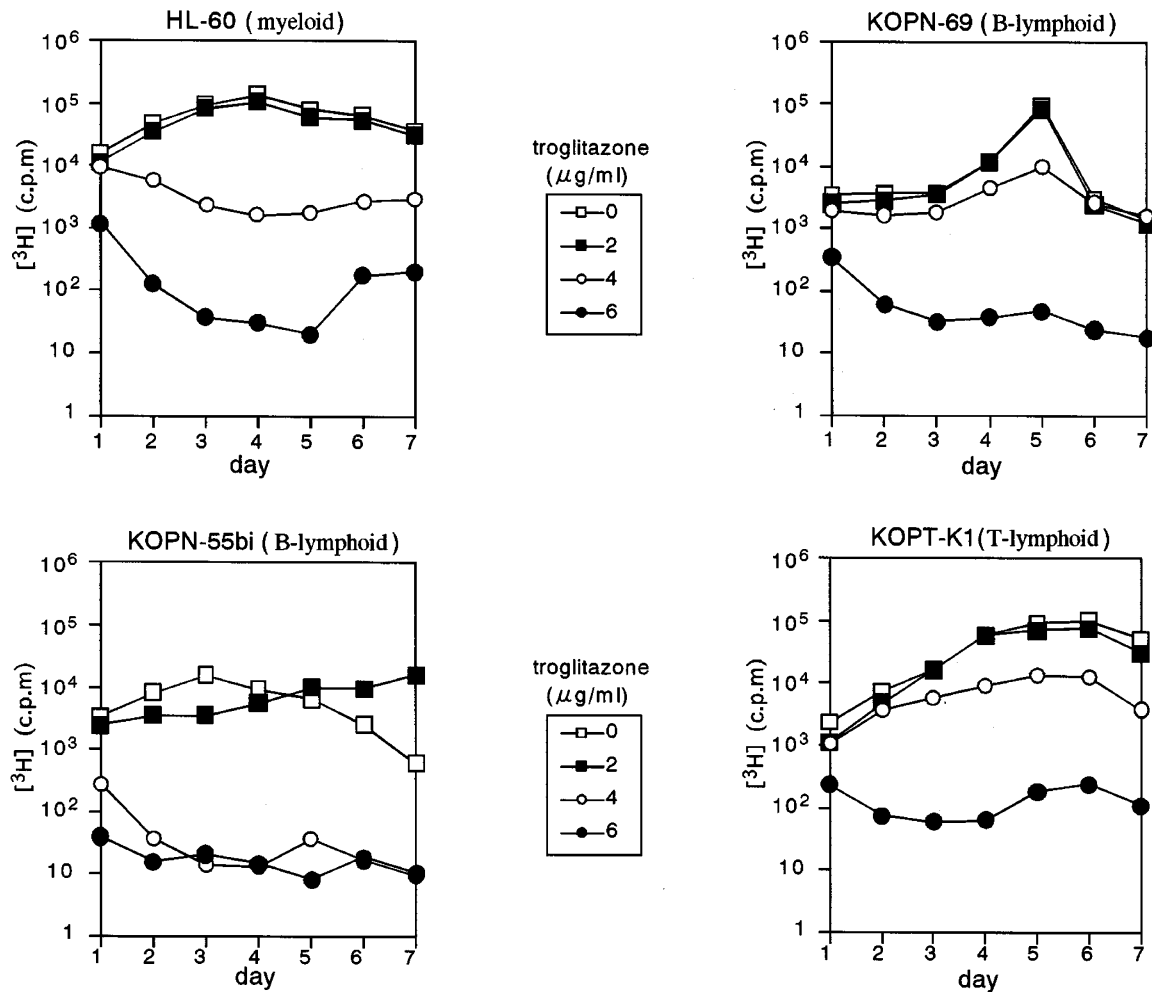 HL-60 (myeloid)
10⁶
10⁵
10⁴
10³
10²
10
1
[³H] (c.p.m)
1 2 3 4 5 6 7
day
troglitazone
(μg/ml)
0
2
4
6
KOPN-69 (B-lymphoid)
10⁶
10⁵
10⁴
10³
10²
10
1
[³H] (c.p.m)
1 2 3 4 5 6 7
day
KOPN-55bi (B-lymphoid)
10⁶
10⁵
10⁴
10³
10²
10
1
[³H] (c.p.m)
1 2 3 4 5 6 7
day
troglitazone
(μg/ml)
0
2
4
6
KOPT-K1(T-lymphoid)
10⁶
10⁵
10⁴
10³
10²
10
1
[³H] (c.p.m)
1 2 3 4 5 6 7
day